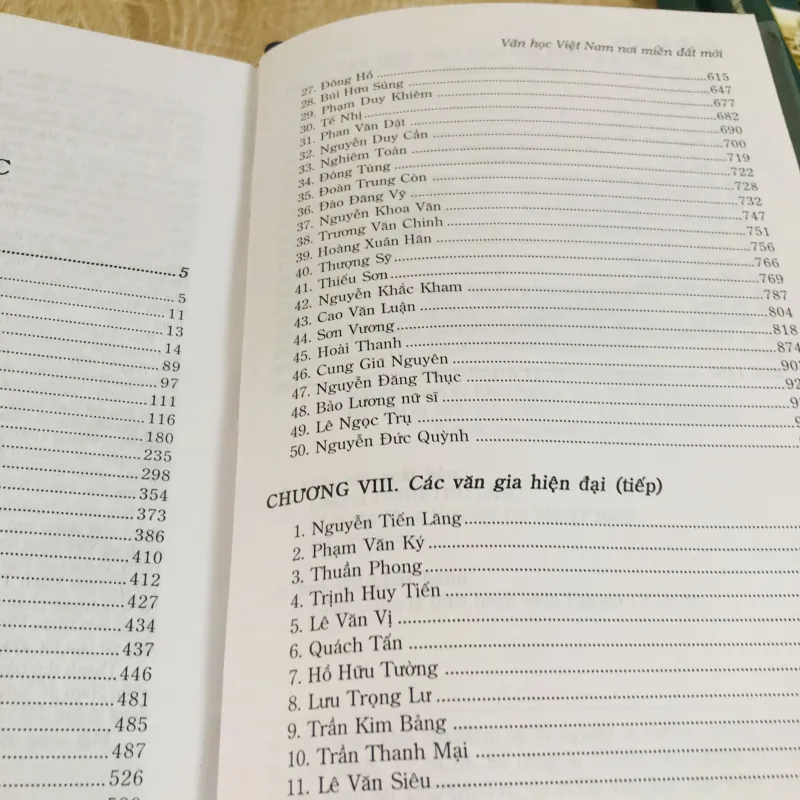 C
5
5
11
13
14
89
97
111
116
180
235
298
354
373
386
410
412
427
434
437
446
481
485
487
526
Văn học Việt Nam nơi miền đất mới
27. Đông Hồ 615
28. Bùi Hữu Sủng 647
29. Phạm Duy Khiêm 677
30. Tế Nhị 682
31. Phan Văn Dật 690
32. Nguyễn Duy Cần 700
33. Nghiêm Toản 719
34. Đông Tùng 722
35. Đoàn Trung Còn 728
36. Đào Đăng Vỹ 732
37. Nguyễn Khoa Văn 747
38. Trương Văn Chình 751
39. Hoàng Xuân Hãn 756
40. Thượng Sỹ 766
41. Thiếu Sơn 769
42. Nguyễn Khắc Kham 787
43. Cao Văn Luận 804
44. Sơn Vương 818
45. Hoài Thanh 874
46. Cung Giũ Nguyên 90
47. Nguyễn Đăng Thục 92
48. Bảo Lương nữ sĩ 9
49. Lê Ngọc Trụ
50. Nguyễn Đức Quỳnh
CHƯƠNG VIII. Các văn gia hiện đại (tiếp)
1. Nguyễn Tiến Lãng
2. Phạm Văn Ký
3. Thuần Phong
4. Trịnh Huy Tiến
5. Lê Văn Vị
6. Quách Tấn
7. Hồ Hữu Tường
8. Lưu Trọng Lư
9. Trần Kim Bảng
10. Trần Thanh Mại
11. Lê Văn Siêu